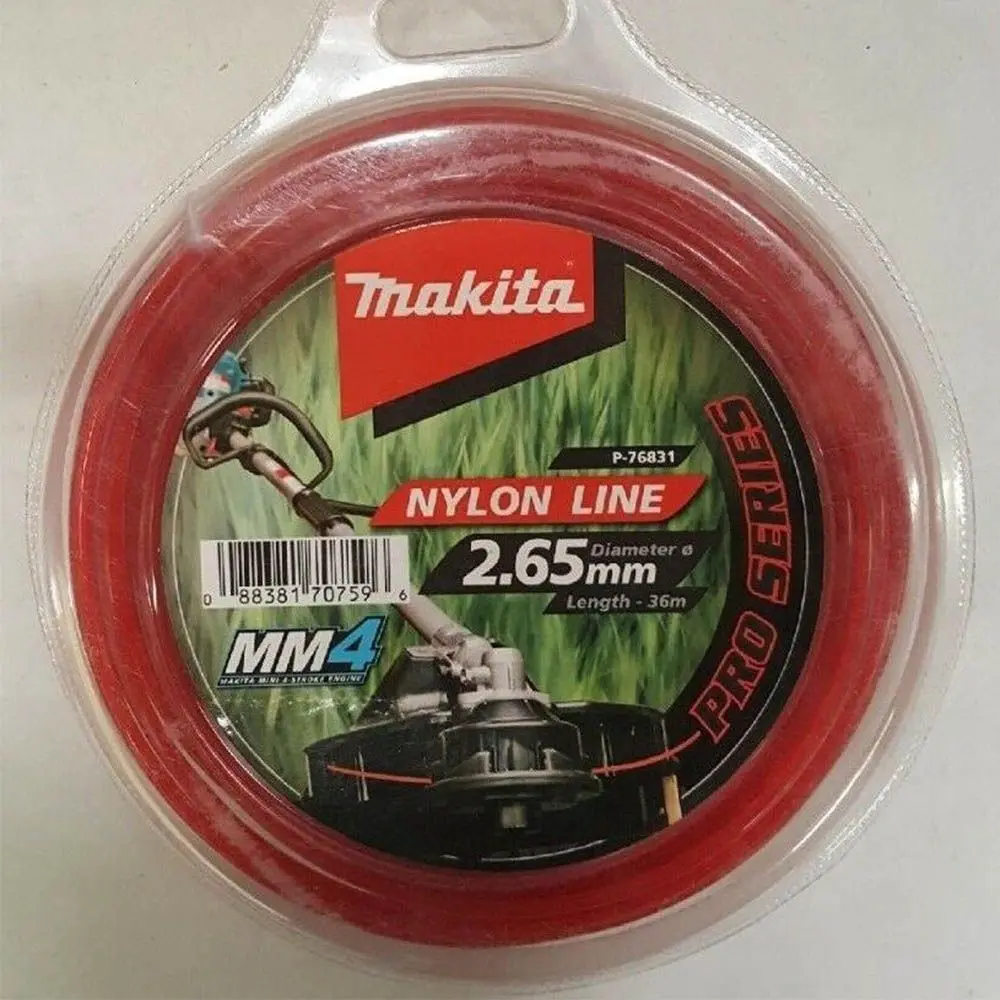 makita
P-76831
NYLON LINE
2.65mm
Diameter ø
Length - 36m
PRO SERIES
0 88381 70759 6
MM4
MAKITA MINI 4-STROKE ENGINE